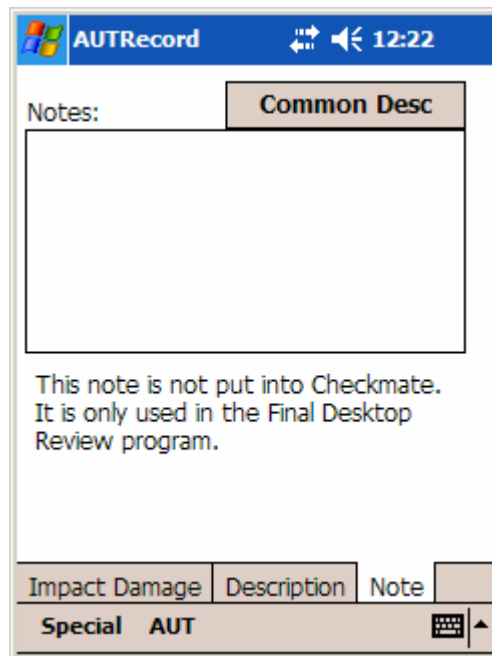 AUTRecord 12:22
Notes: Common Desc
This note is not put into Checkmate.
It is only used in the Final Desktop
Review program.
Impact Damage Description Note
Special AUT